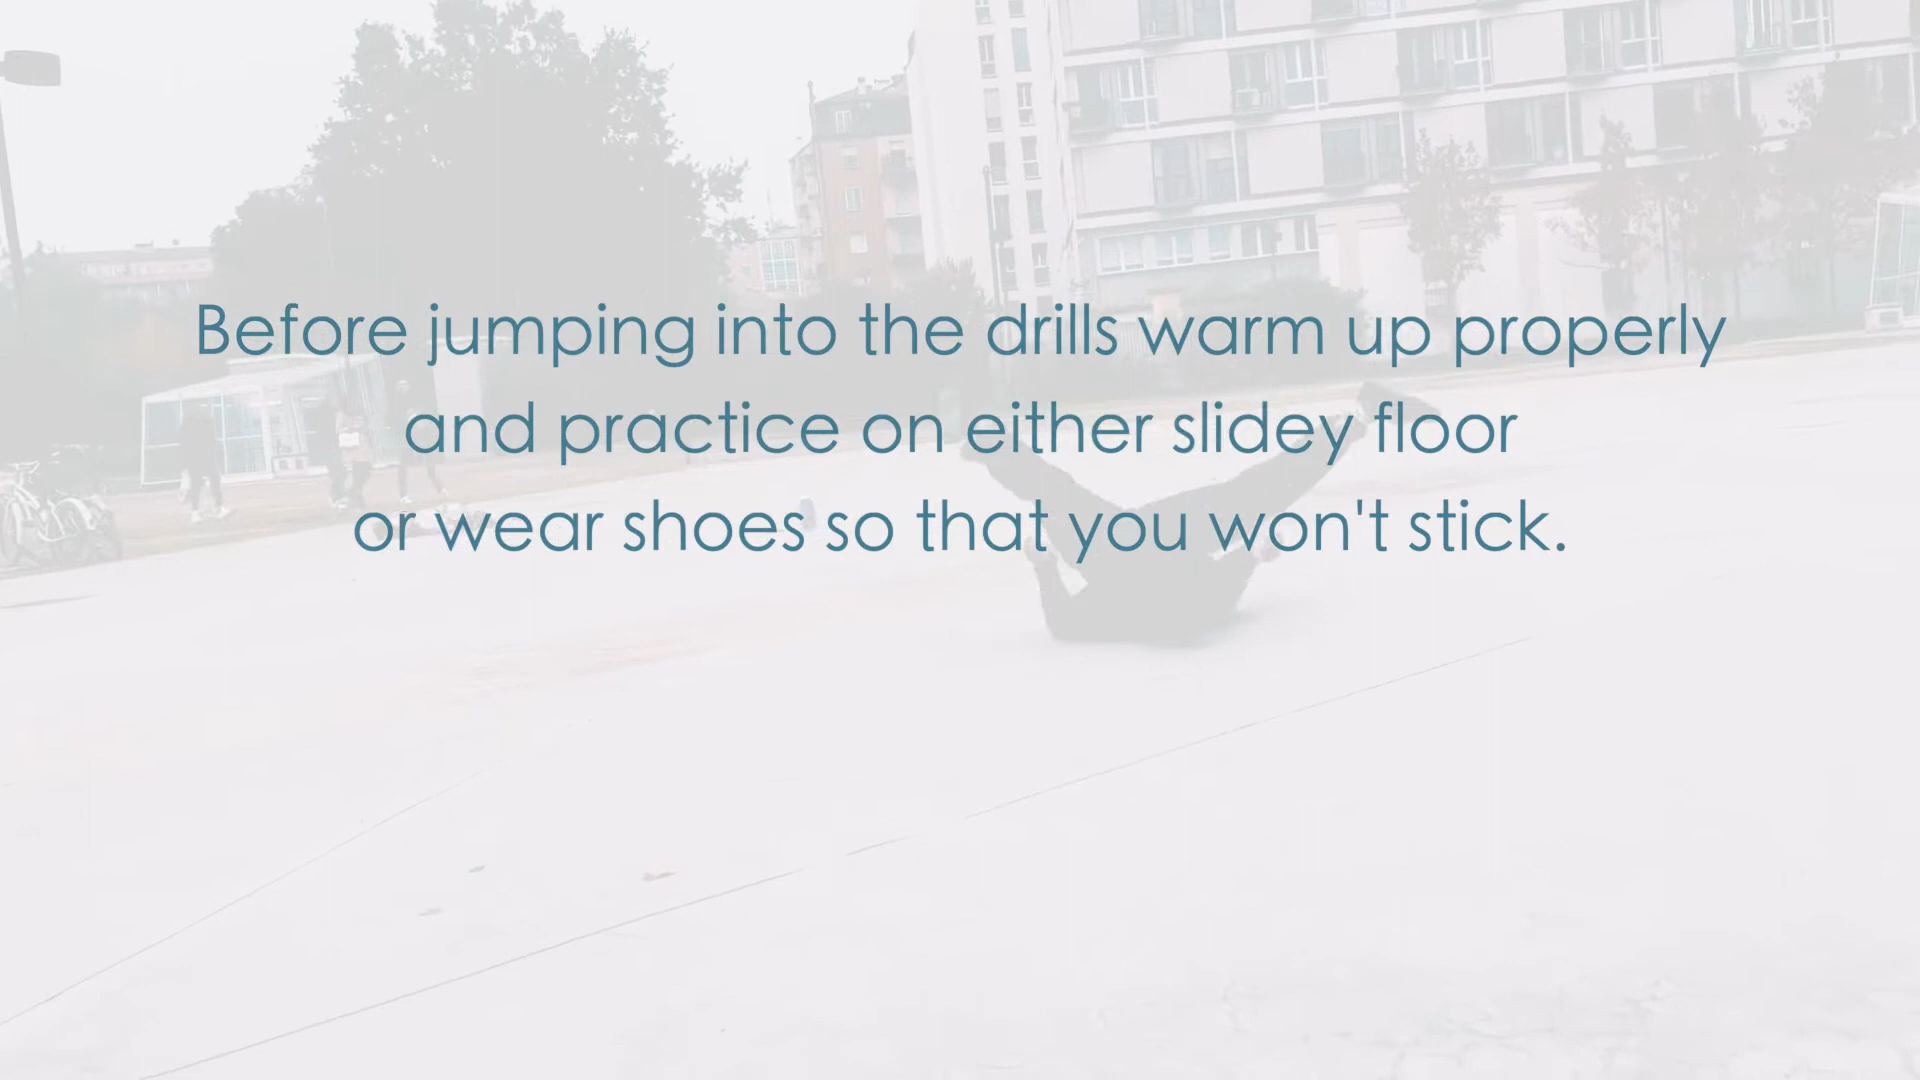 Before jumping into the drills warm up properly
and practice on either slidey floor
or wear shoes so that you won't stick.